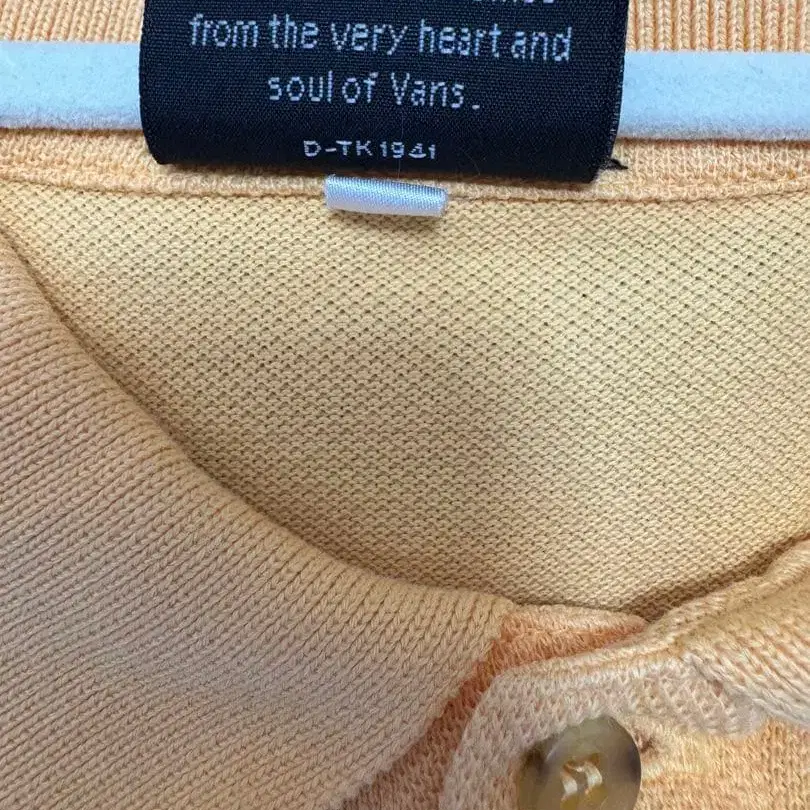 from the very heart and
soul of Vans.
D-TK1941